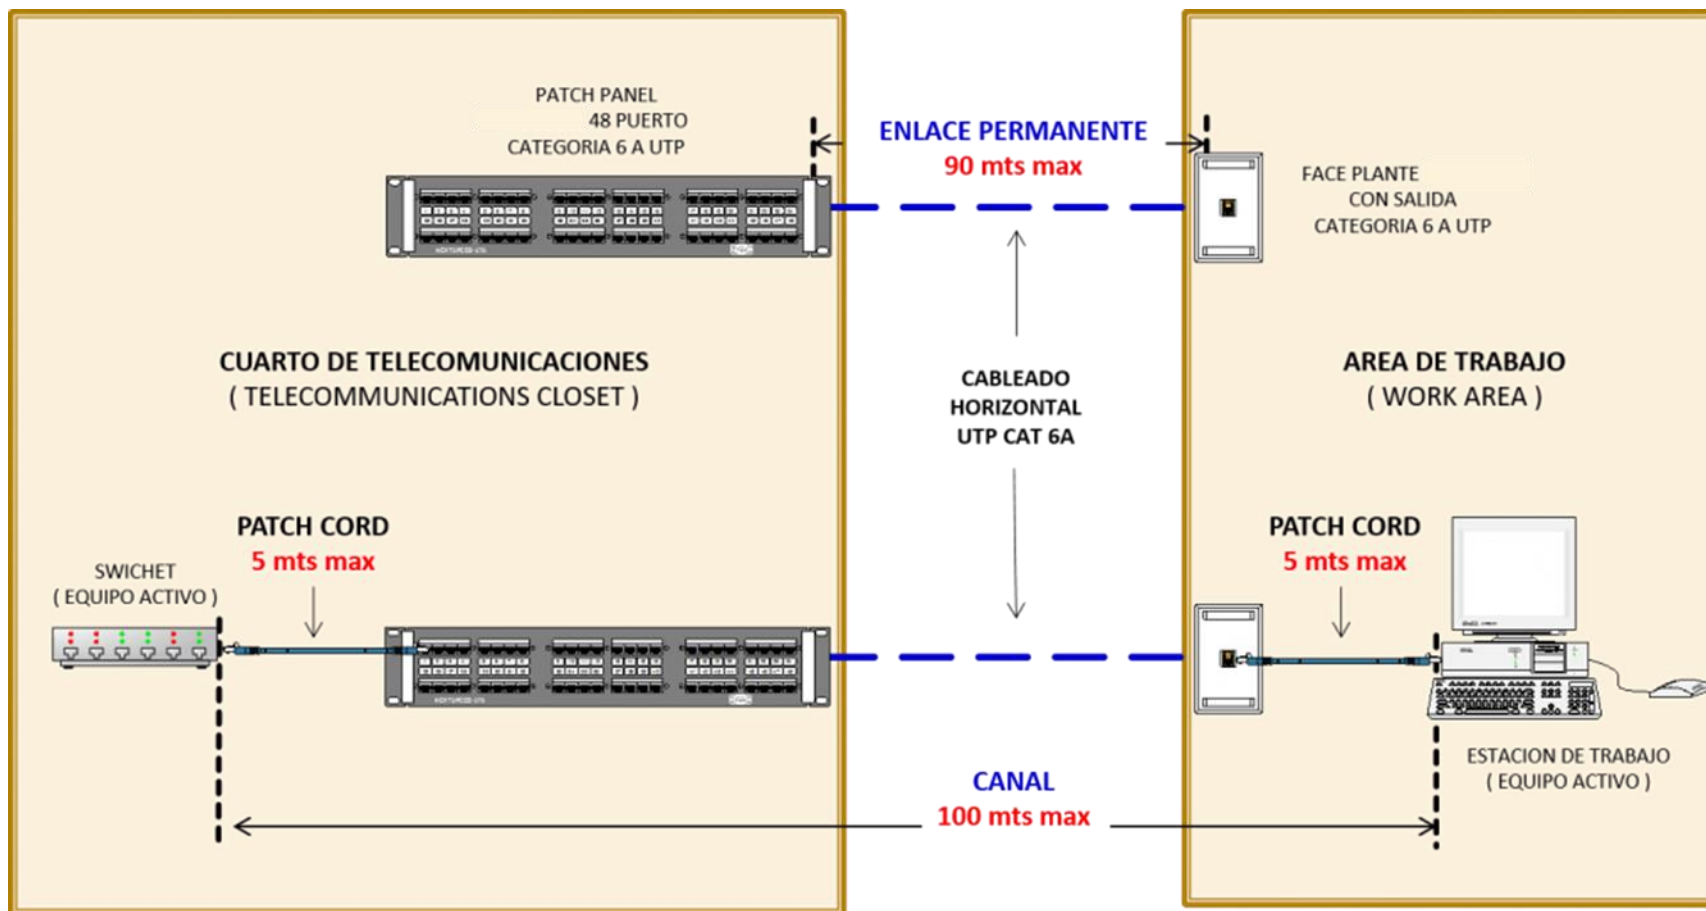 PATCH PANEL
48 PUERTO
CATEGORIA 6 A UTP
ENLACE PERMANENTE
90 mts max
FACE PLANTE
CON SALIDA
CATEGORIA 6 A UTP
CUARTO DE TELECOMUNICACIONES
( TELECOMMUNICATIONS CLOSET )
CABLEADO
HORIZONTAL
UTP CAT 6A
AREA DE TRABAJO
( WORK AREA )
PATCH CORD
5 mts max
SWICHET
( EQUIPO ACTIVO )
PATCH CORD
5 mts max
ESTACION DE TRABAJO
( EQUIPO ACTIVO )
CANAL
100 mts max